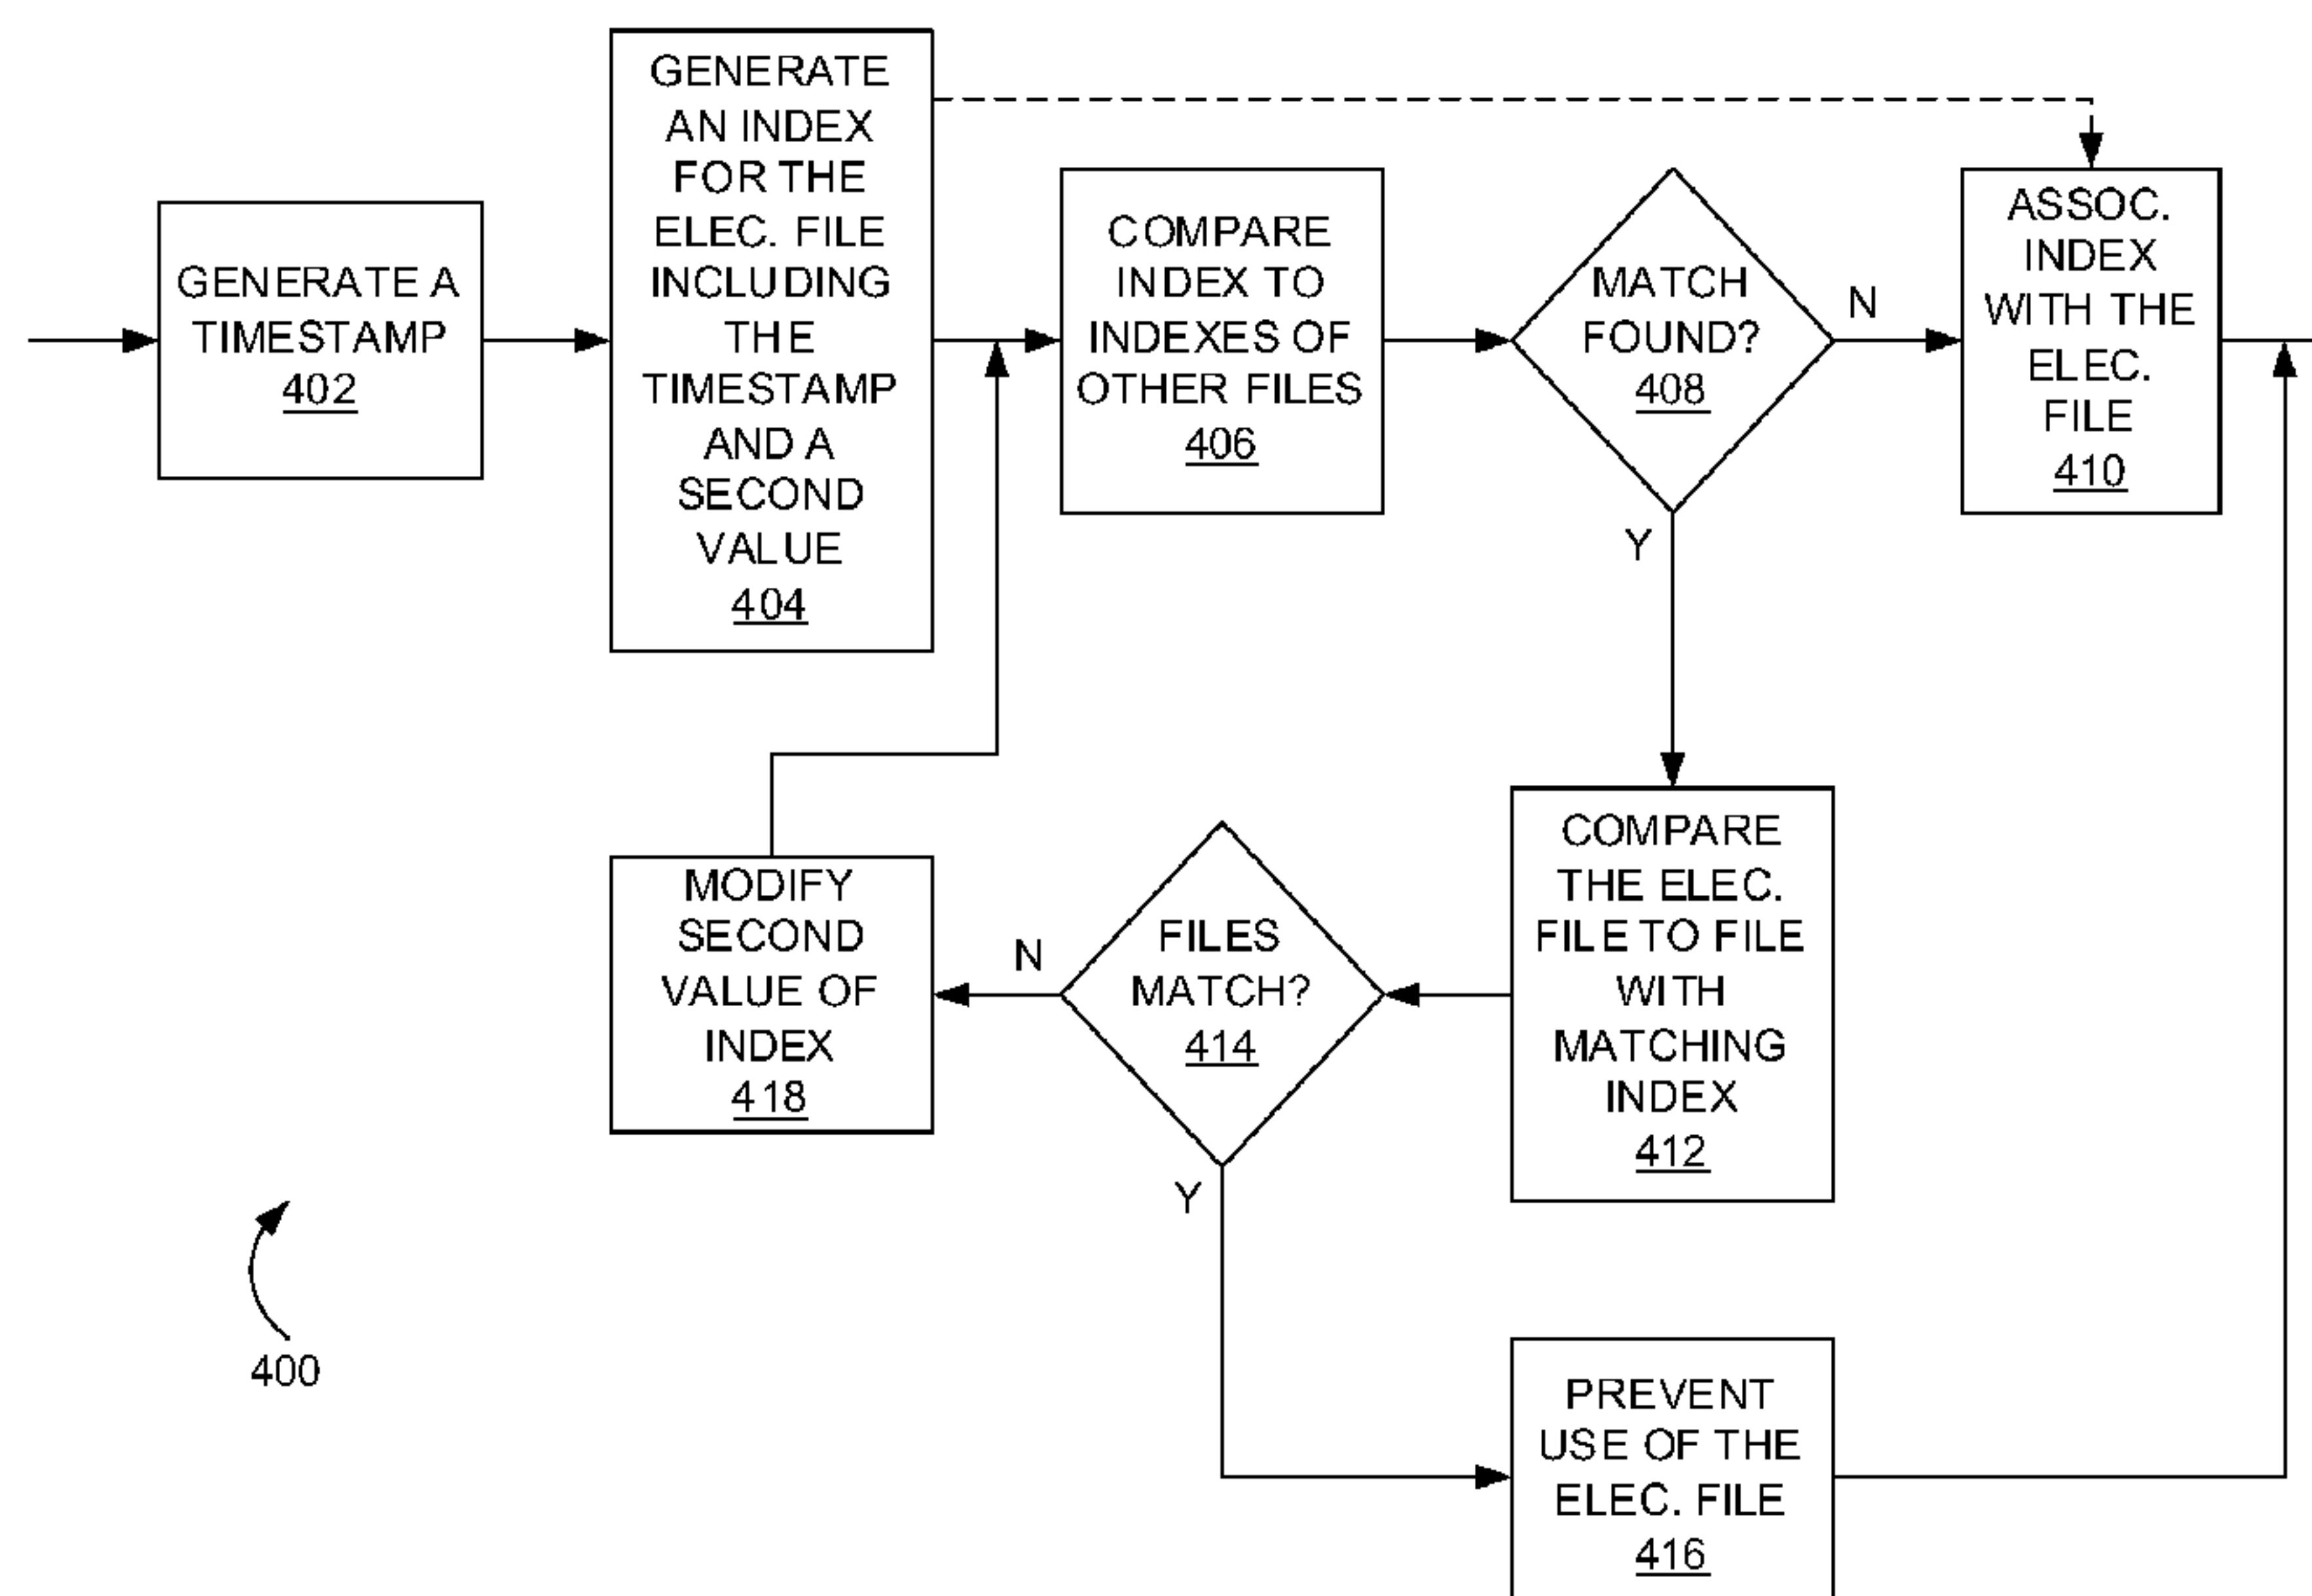 GENERATE A
TIMESTAMP
402
GENERATE
AN INDEX
FOR THE
ELEC. FILE
INCLUDING
THE
TIMESTAMP
AND A
SECOND
VALUE
404
COMPARE
INDEX TO
INDEXES OF
OTHER FILES
406
MATCH
FOUND?
408
N
Y
ASSOC.
INDEX
WITH THE
ELEC.
FILE
410
COMPARE
THE ELEC.
FILE TO FILE
WITH
MATCHING
INDEX
412
FILES
MATCH?
414
N
Y
MODIFY
SECOND
VALUE OF
INDEX
418
PREVENT
USE OF THE
ELEC. FILE
416
400